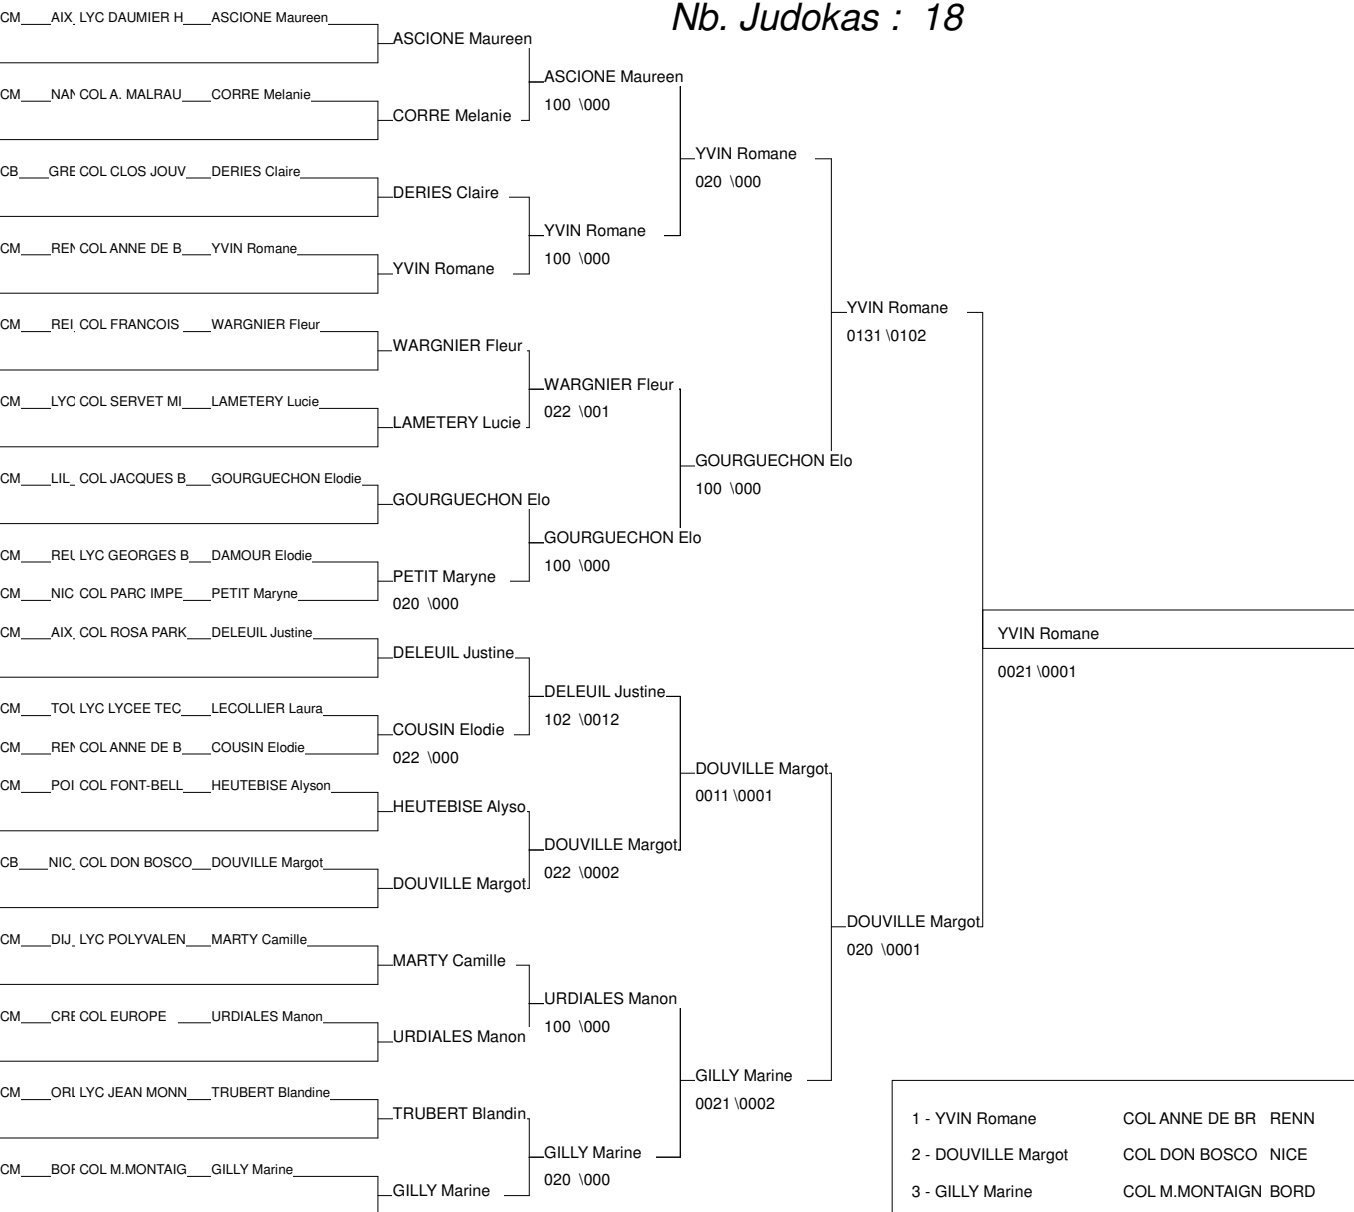 Nb. Judokas : 18
CM AIX LYC DAUMIER H ASCIONE Maureen
ASCIONE Maureen
ASCIONE Maureen
100 \000
CM NAN COL A. MALRAU CORRE Melanie
CORRE Melanie
YVIN Romane
020 \000
CB GRE COL CLOS JOUV DERIES Claire
DERIES Claire
YVIN Romane
100 \000
CM REN COL ANNE DE B YVIN Romane
YVIN Romane
YVIN Romane
0131 \0102
CM REI COL FRANCOIS WARGNIER Fleur
WARGNIER Fleur
WARGNIER Fleur
022 \001
CM LYO COL SERVET MI LAMETERY Lucie
LAMETERY Lucie
GOURGUECHON Elo
100 \000
CM LIL COL JACQUES B GOURGUECHON Elodie
GOURGUECHON Elo
GOURGUECHON Elo
100 \000
CM REU LYC GEORGES B DAMOUR Elodie
PETIT Maryne
CM NIC COL PARC IMPE PETIT Maryne
020 \000
CM AIX COL ROSA PARK DELEUIL Justine
YVIN Romane
DELEUIL Justine
0021 \0001
DELEUIL Justine
CM TOU LYC LYCEE TEC LECOLLIER Laura
102 \0012
COUSIN Elodie
CM REN COL ANNE DE B COUSIN Elodie
022 \000
DOUVILLE Margot
CM POI COL FONT-BELL HEUTEBISE Alyson
0011 \0001
HEUTEBISE Alyso
DOUVILLE Margot
CB NIC COL DON BOSCO DOUVILLE Margot
022 \0002
DOUVILLE Margot
DOUVILLE Margot
CM DIJ LYC POLYVALEN MARTY Camille
020 \0001
MARTY Camille
URDIALES Manon
CM CRE COL EUROPE URDIALES Manon
100 \000
URDIALES Manon
GILLY Marine
CM ORL LYC JEAN MONN TRUBERT Blandine
0021 \0002
TRUBERT Blandin
GILLY Marine
CM BOR COL M.MONTAIG GILLY Marine
020 \000
GILLY Marine
1 - YVIN Romane COL ANNE DE BR RENN
2 - DOUVILLE Margot COL DON BOSCO NICE
3 - GILLY Marine COL M.MONTAIGN BORD